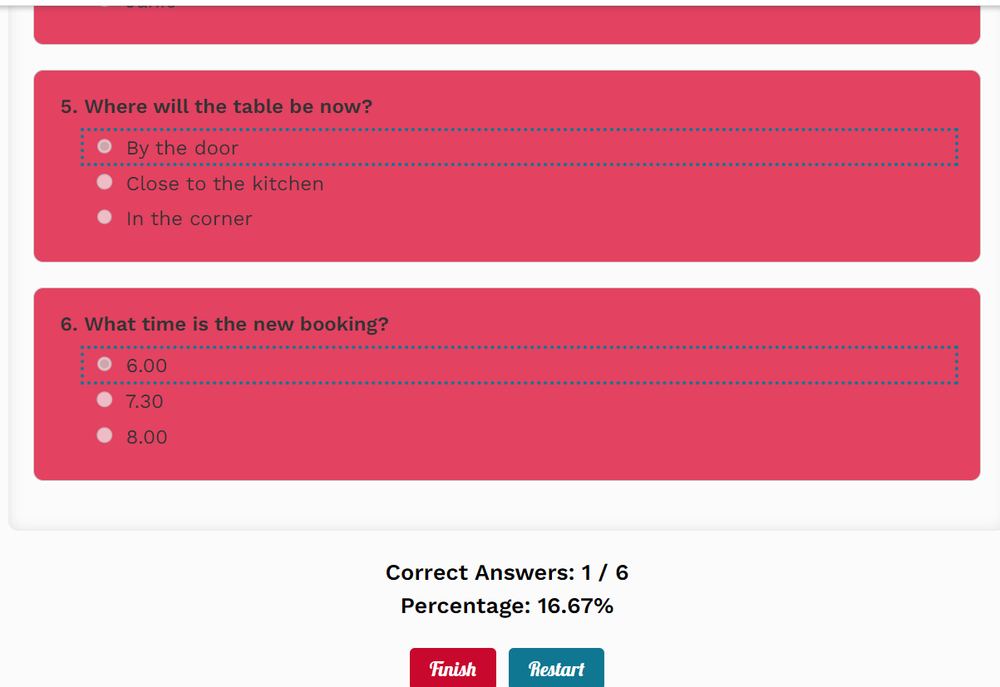 5. Where will the table be now?
By the door
Close to the kitchen
In the corner
6. What time is the new booking?
6.00
7.30
8.00
Correct Answers: 1 / 6
Percentage: 16.67%
Finish
Restart